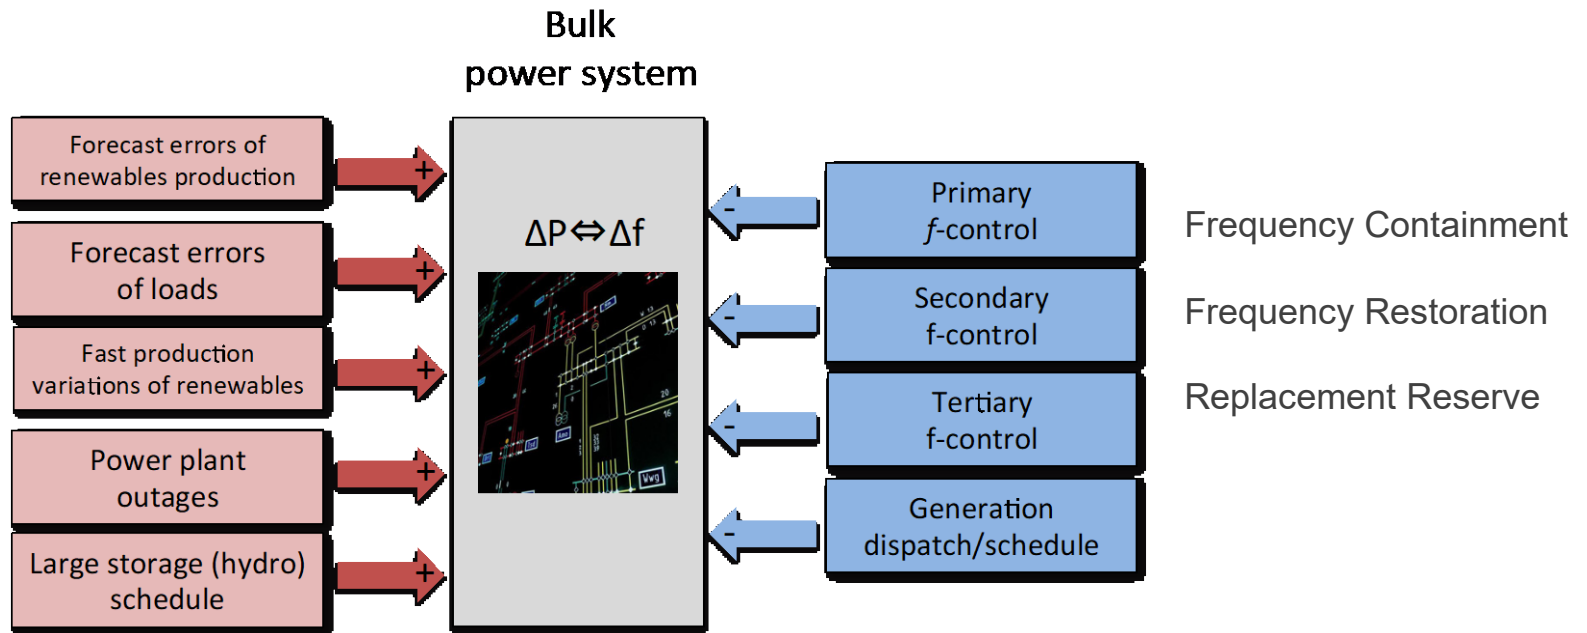 Bulk
power system
Forecast errors of
renewables production
+
Forecast errors
of loads
+
Fast production
variations of renewables
+
Power plant
outages
+
Large storage (hydro)
schedule
+
ΔP⇔Δf
Wwg
-
Primary
f-control
Frequency Containment
-
Secondary
f-control
Frequency Restoration
-
Tertiary
f-control
Replacement Reserve
-
Generation
dispatch/schedule